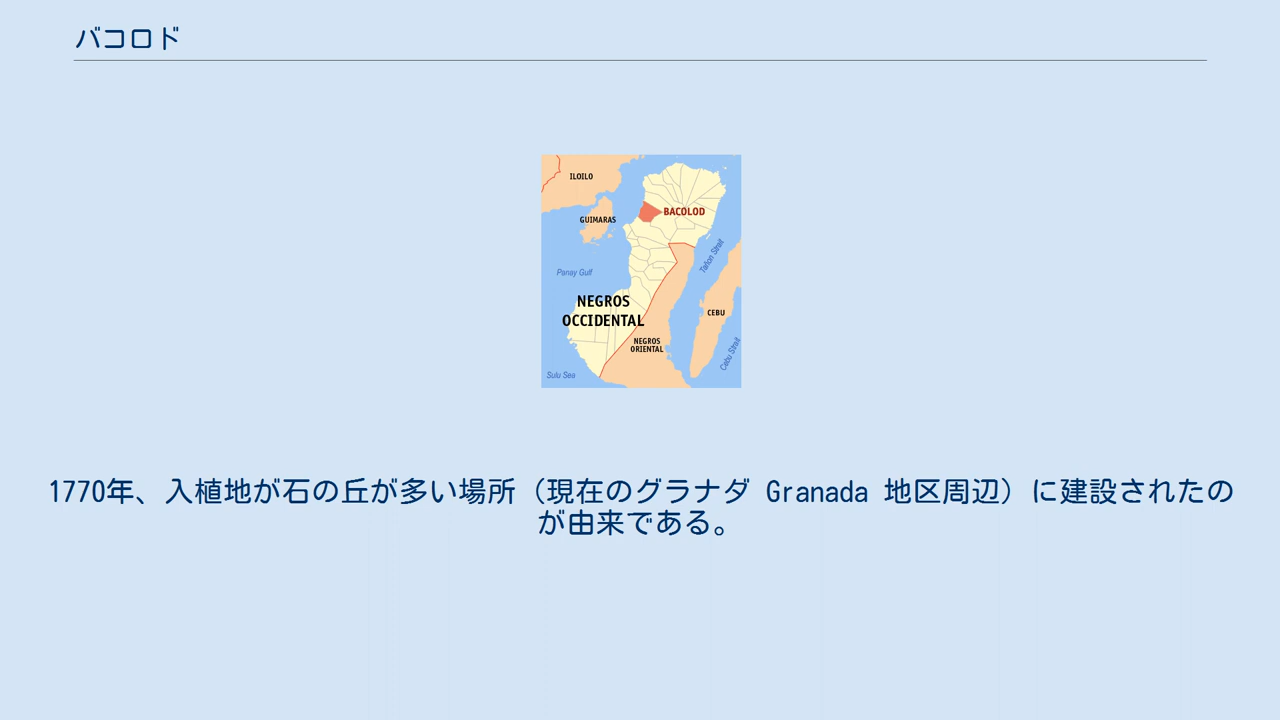 バコロド
ILOILO
GUIMARAS
BACOLOD
Tañon Strait
Panay Gulf
NEGROS
OCCIDENTAL
CEBU
NEGROS
ORIENTAL
Cebu Strait
Sulu Sea
1770年、入植地が石の丘が多い場所（現在のグラナダ Granada 地区周辺）に建設されたの
が由来である。